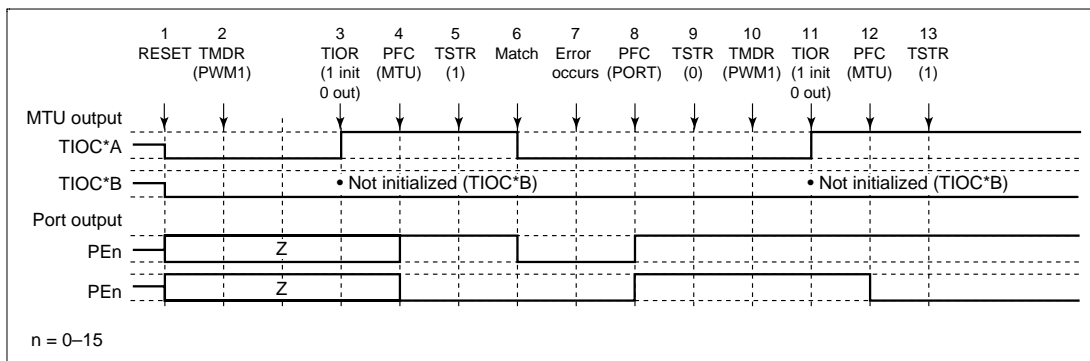 1 2 3 4 5 6 7 8 9 10 11 12 13
RESET TMDR TIOR PFC TSTR Match Error PFC TSTR TMDR TIOR PFC TSTR
(PWM1) (1 init (MTU) (1) occurs (PORT) (0) (PWM1) (1 init (MTU) (1)
0 out) 0 out)
MTU output
TIOC*A
TIOC*B • Not initialized (TIOC*B) • Not initialized (TIOC*B)
Port output
PEn Z
PEn Z
n = 0–15